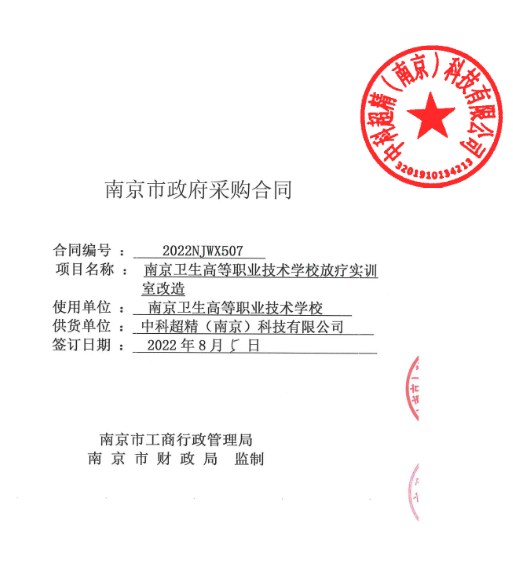 中科超精（南京）科技有限公司
3201910134213
南京市政府采购合同
合同编号 ： 2022NJWX507
项目名称 ： 南京卫生高等职业技术学校放疗实训
室改造
使用单位 ： 南京卫生高等职业技术学校
供货单位 ： 中科超精（南京）科技有限公司
签订日期 ： 2022 年 8 月 5 日
南京市工商行政管理局
南 京 市 财 政 局 监制